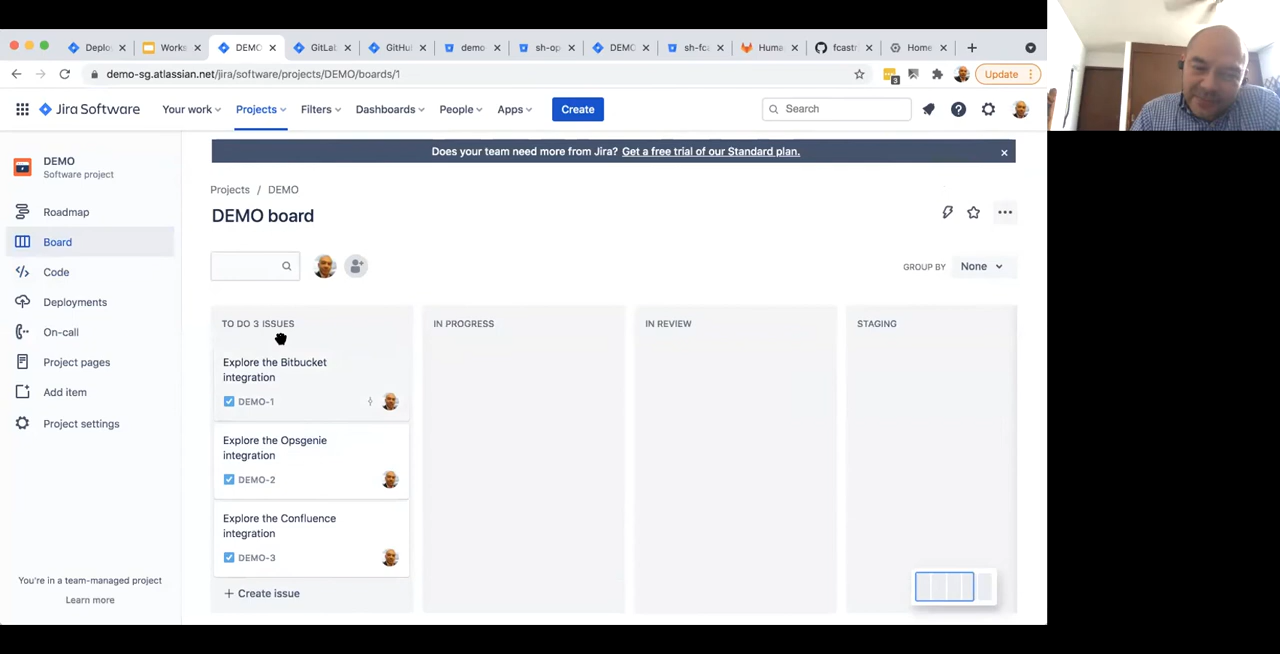 Deplo
Works
DEMO
GitLaL
GitHu
demo-
sh-op
DEMO
sh-fca
Huma
fcastri
Home
demo-sg.atlassian.net/jira/software/projects/DEMO/boards/1
Update
Jira Software
Your work
Projects
Filters
Dashboards
People
Apps
Create
Search
Does your team need more from Jira? Get a free trial of our Standard plan.
DEMO
Software project
Roadmap
Board
Code
Deployments
On-call
Project pages
Add item
Project settings
You're in a team-managed project
Learn more
Projects / DEMO
DEMO board
GROUP BY None
TO DO 3 ISSUES
Explore the Bitbucket
integration
DEMO-1
Explore the Opsgenie
integration
DEMO-2
Explore the Confluence
integration
DEMO-3
+ Create issue
IN PROGRESS
IN REVIEW
STAGING